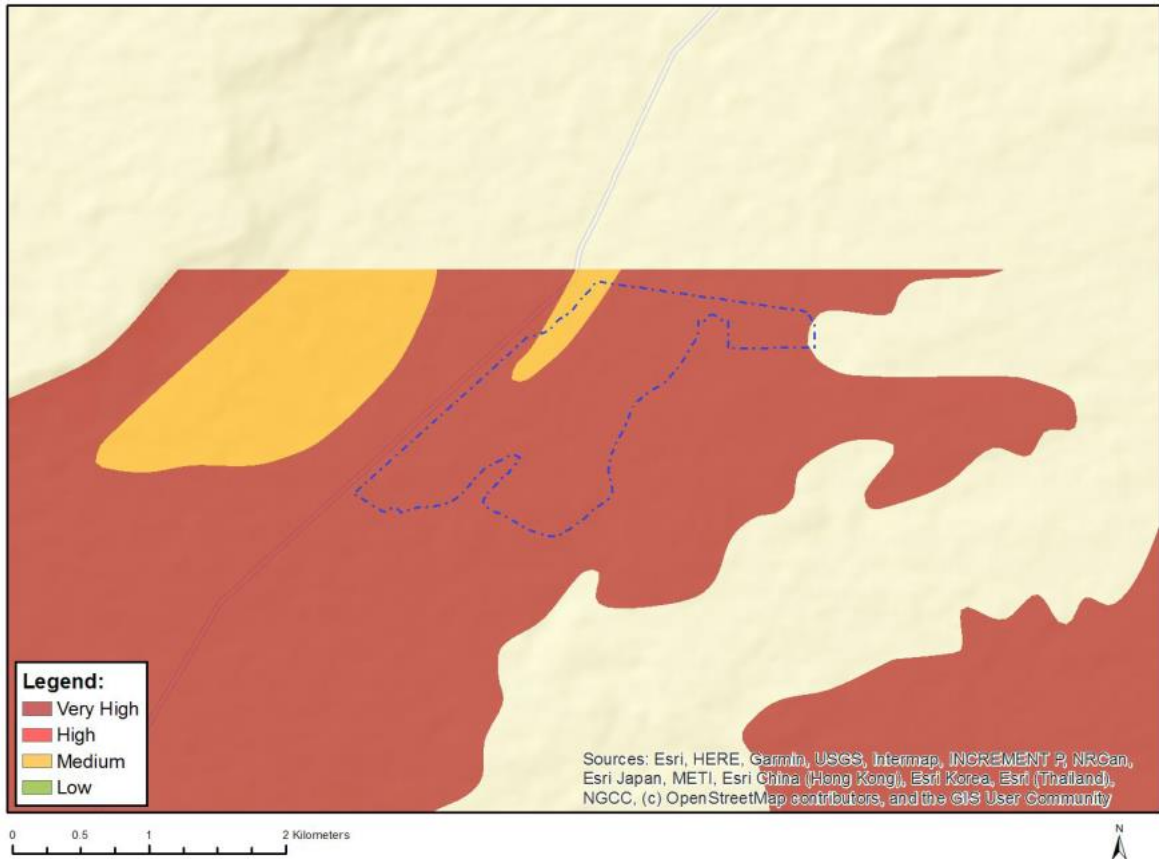 Legend:
Very High
High
Medium
Low
Sources: Esri, HERE, Garmin, USGS, Intermap, INCREMENT P, NRCan,
Esri Japan, METI, Esri China (Hong Kong), Esri Korea, Esri (Thailand),
NGCC, (c) OpenStreetMap contributors, and the GIS User Community
0 0.5 1 2 Kilometers
N